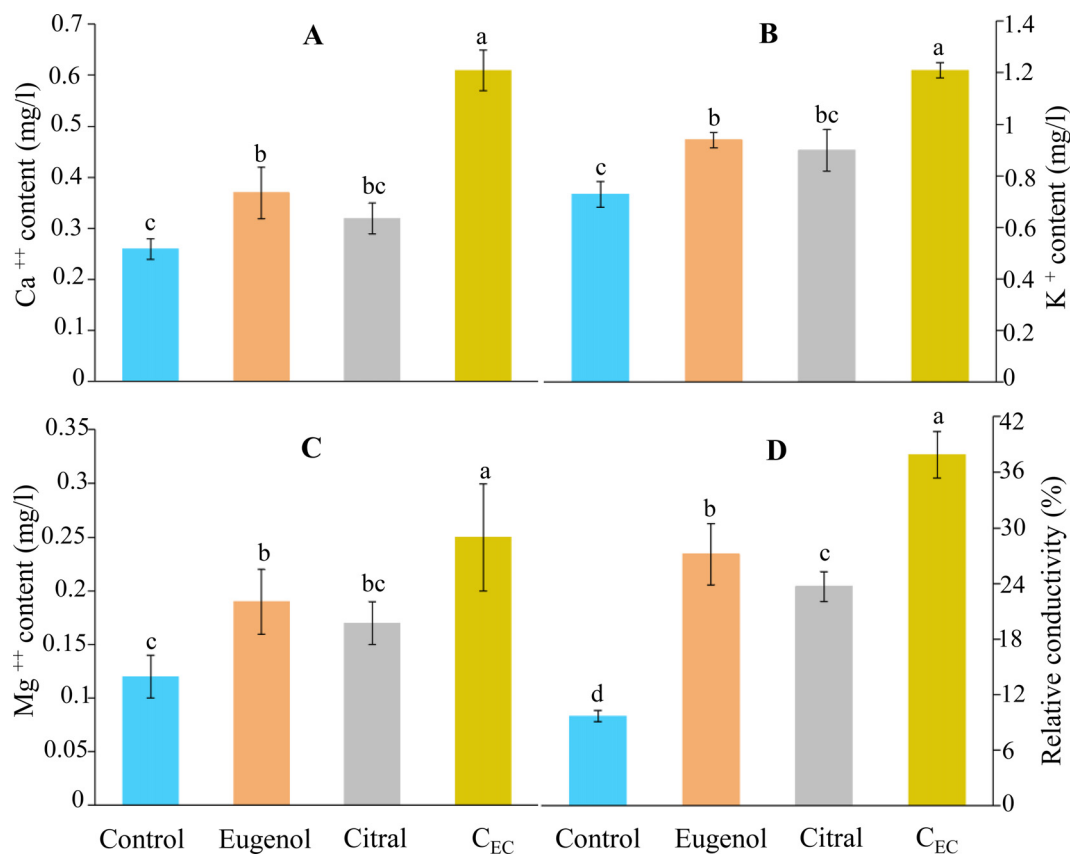 A
Ca ++ content (mg/l)
0.7
0.6
0.5
0.4
0.3
0.2
0.1
0
c
b
bc
a
B
K + content (mg/l)
1.4
1.2
1
0.8
0.6
0.4
0.2
0
c
b
bc
a
C
Mg ++ content (mg/l)
0.35
0.3
0.25
0.2
0.15
0.1
0.05
0
c
b
bc
a
D
Relative conductivity (%)
42
36
30
24
18
12
6
0
d
b
c
a
Control Eugenol Citral CEC Control Eugenol Citral CEC